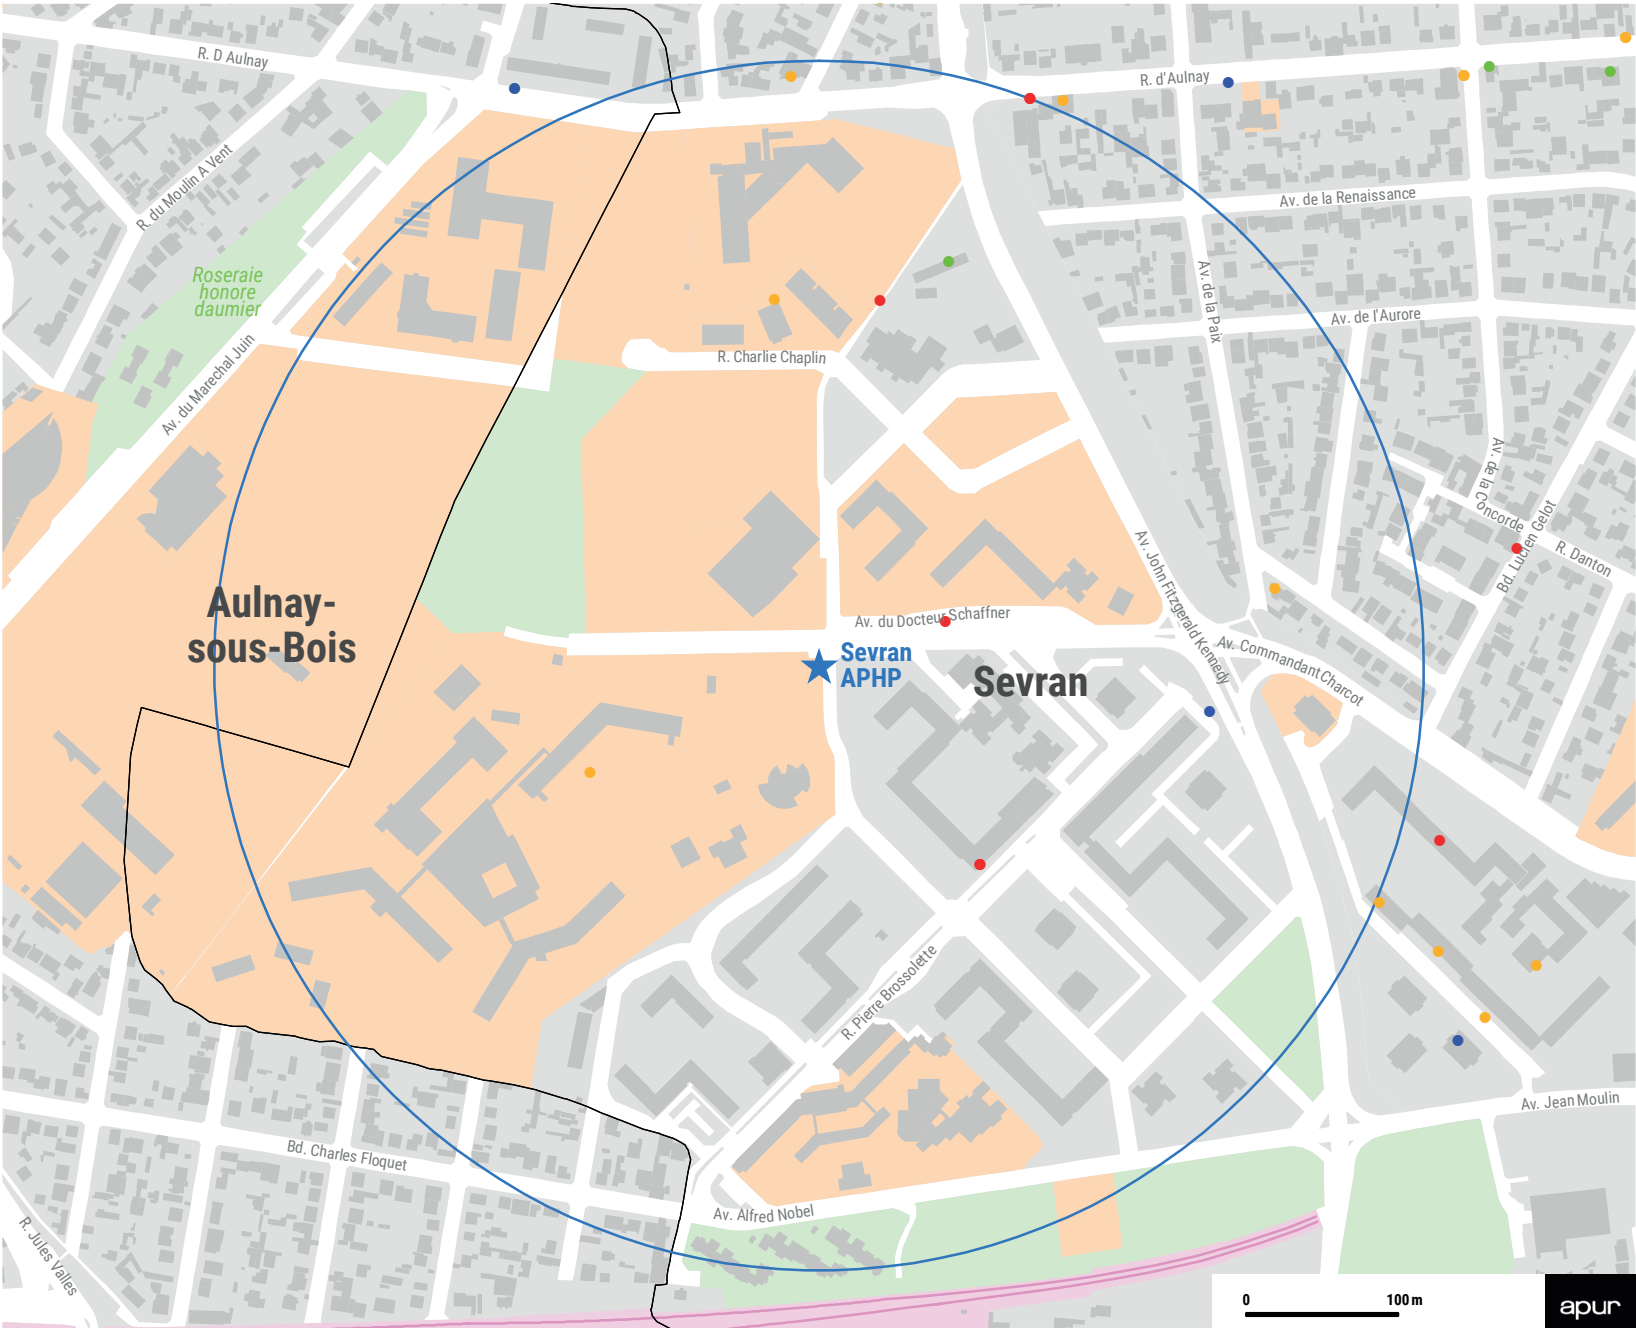 R. D Aulnay
R. d'Aulnay
R. du Moulin A Vent
Av. de la Renaissance
Roseraie
honore
daumier
Av. de la Paix
Av. de l'Aurore
Av. du Marechal Juin
R. Charlie Chaplin
Av. de la Concorde
Bd. Lucien Gelot
R. Danton
Av. John Fitzgerald Kennedy
Aulnay-
sous-Bois
Av. du Docteur Schaffner
Sevran
APHP
Sevran
Av. Commandant Charcot
R. Pierre Brossolette
Av. Jean Moulin
Bd. Charles Floquet
Av. Alfred Nobel
R. Jules Valles
0 100 m
apur